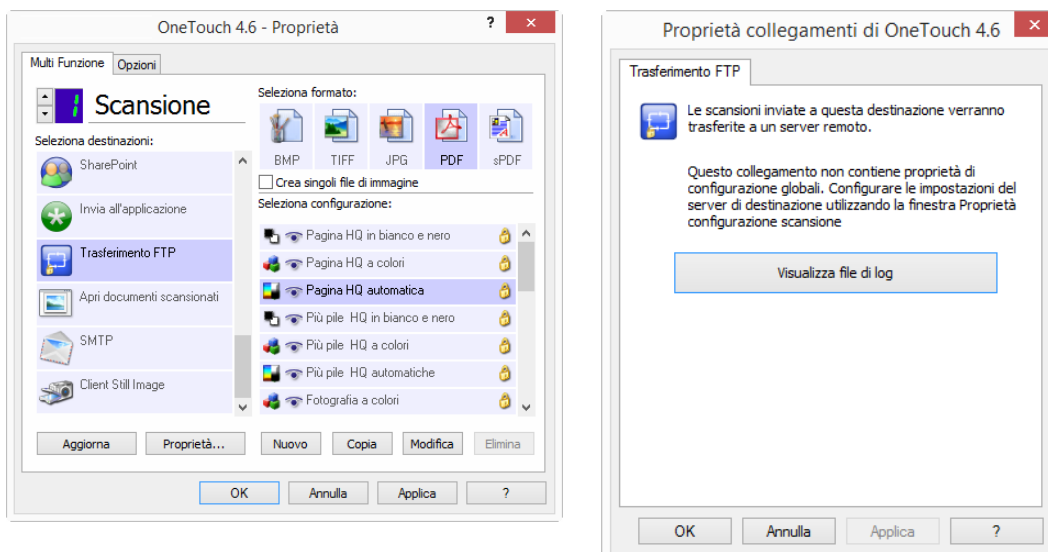 OneTouch 4.6 - Proprietà
?
×
Multi Funzione
Opzioni
1
Scansione
Seleziona destinazioni:
SharePoint
Invia all'applicazione
Trasferimento FTP
Apri documenti scansionati
SMTP
Client Still Image
Seleziona formato:
BMP
TIFF
JPG
PDF
sPDF
Crea singoli file di immagine
Seleziona configurazione:
Pagina HQ in bianco e nero
Pagina HQ a colori
Pagina HQ automatica
Più pile HQ in bianco e nero
Più pile HQ a colori
Più pile HQ automatiche
Fotografia a colori
Aggiorna
Proprietà...
Nuovo
Copia
Modifica
Elimina
OK
Annulla
Applica
?
Proprietà collegamenti di OneTouch 4.6
×
Trasferimento FTP
Le scansioni inviate a questa destinazione verranno
trasferite a un server remoto.
Questo collegamento non contiene proprietà di
configurazione globali. Configurare le impostazioni del
server di destinazione utilizzando la finestra Proprietà
configurazione scansione
Visualizza file di log
OK
Annulla
Applica
?